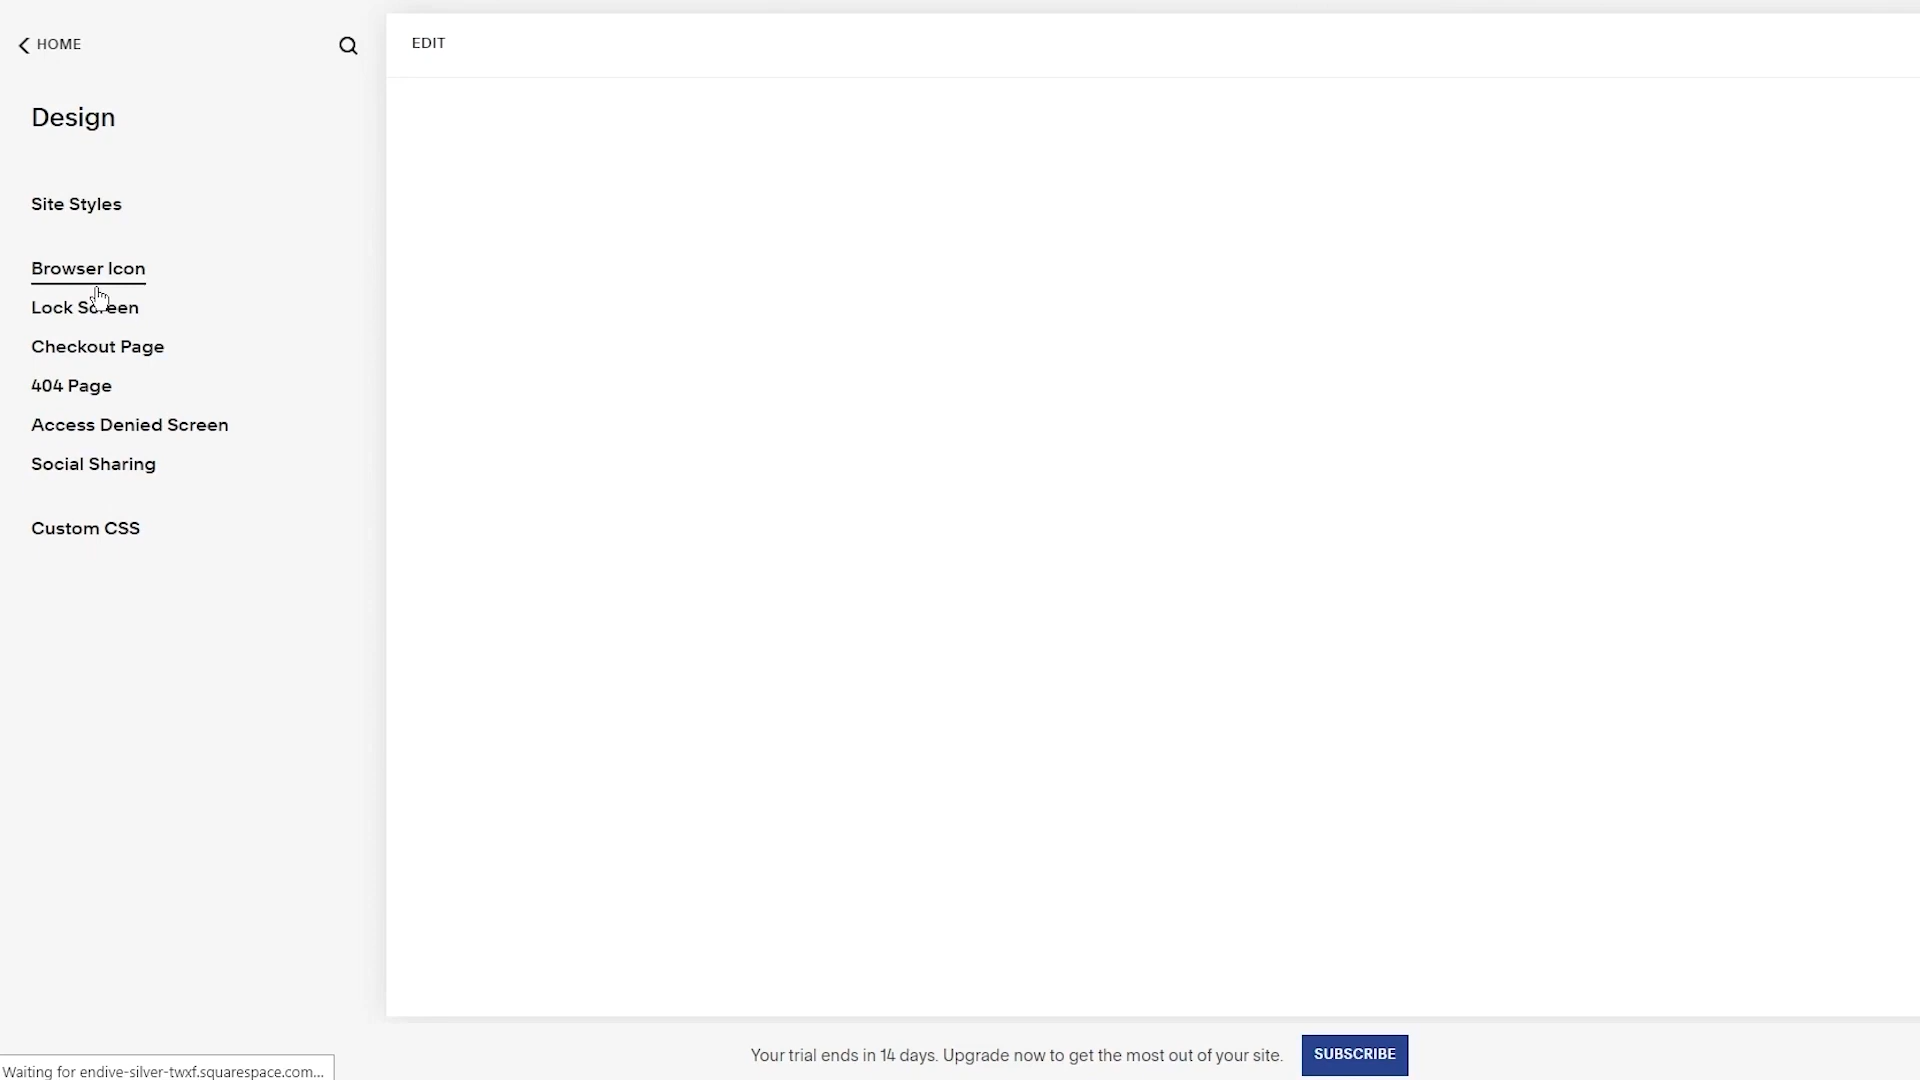 HOME
EDIT
Design
Site Styles
Browser Icon
Lock Screen
Checkout Page
404 Page
Access Denied Screen
Social Sharing
Custom CSS
Your trial ends in 14 days. Upgrade now to get the most out of your site.
SUBSCRIBE
Waiting for endive-silver-twxf.squarespace.com...